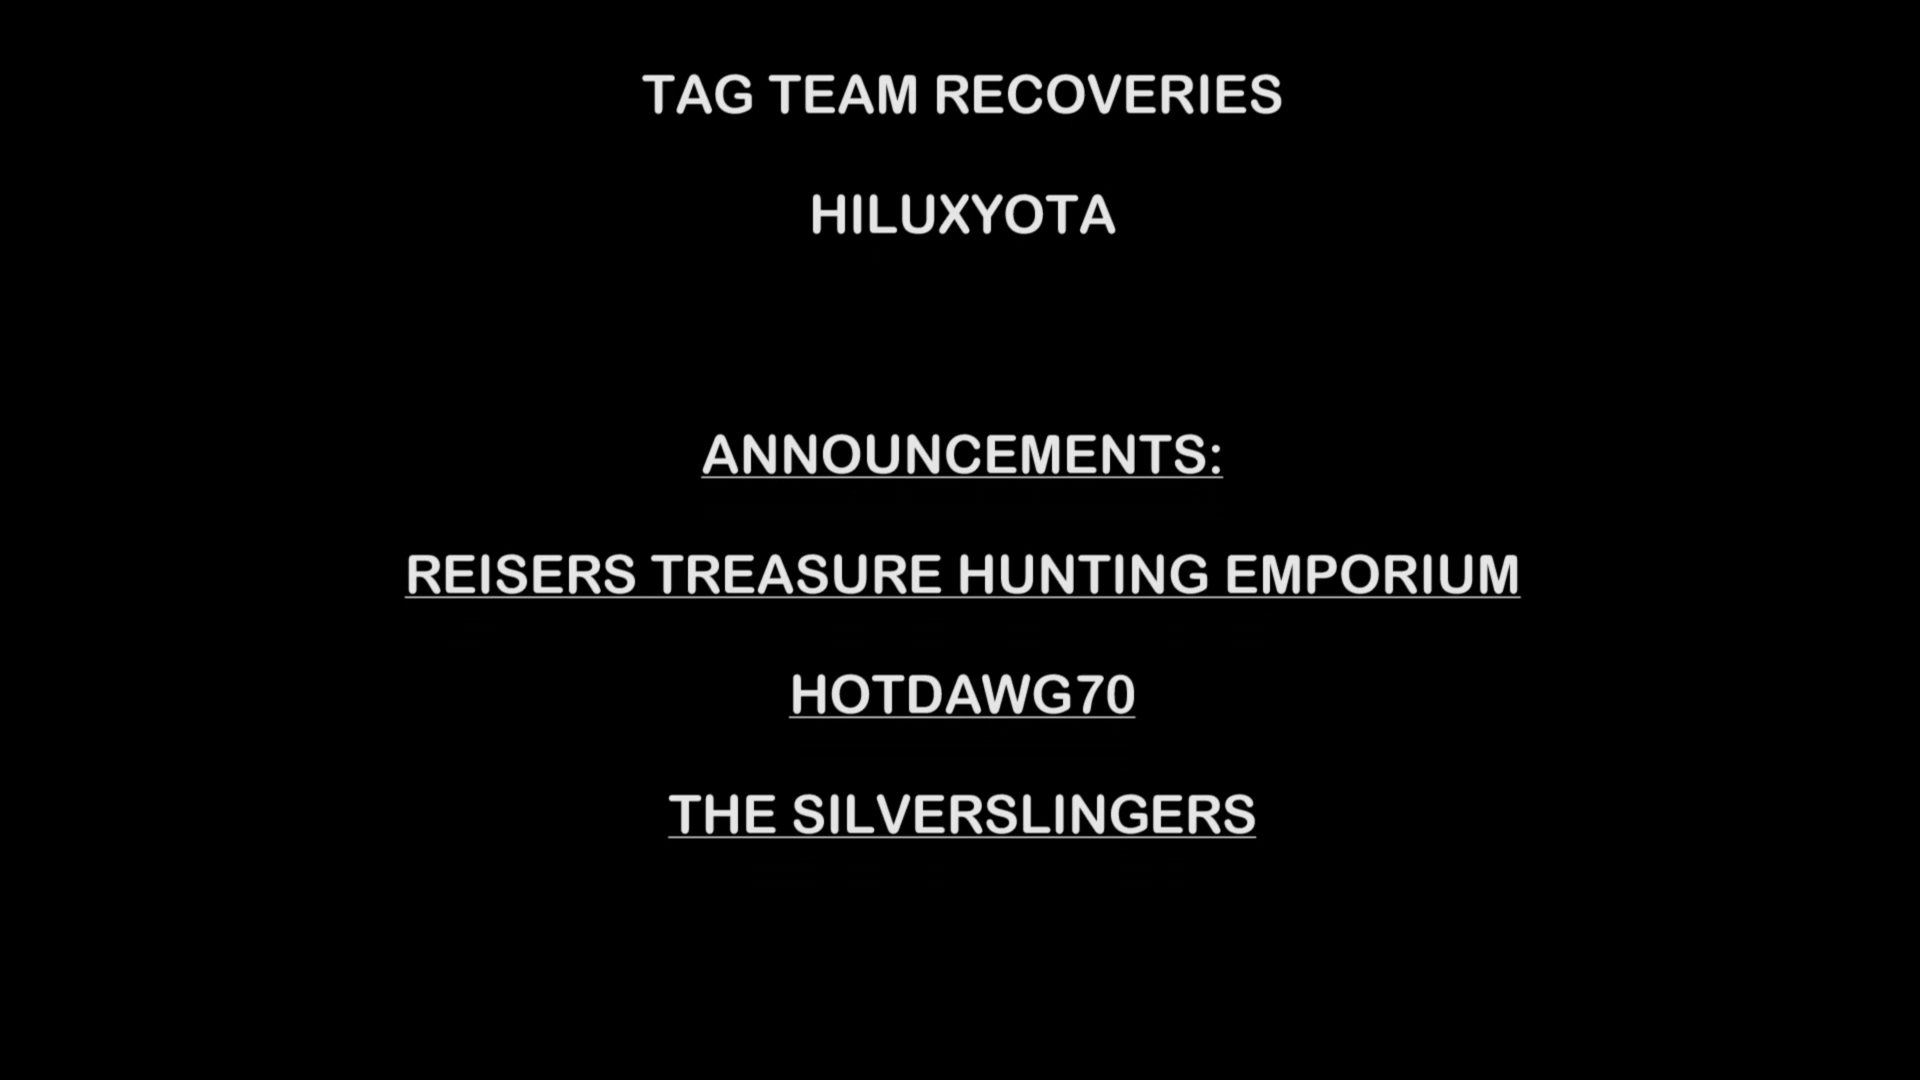 TAG TEAM RECOVERIES
HILUXYOTA
ANNOUNCEMENTS:
REISERS TREASURE HUNTING EMPORIUM
HOTDAWG70
THE SILVERSLINGERS